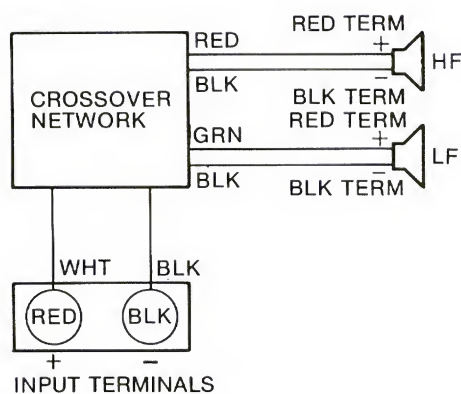 RED TERM
RED
+
HF
−
BLK
BLK TERM
CROSSOVER
NETWORK
RED TERM
GRN
+
LF
−
BLK
BLK TERM
WHT
BLK
RED
BLK
+
−
INPUT TERMINALS